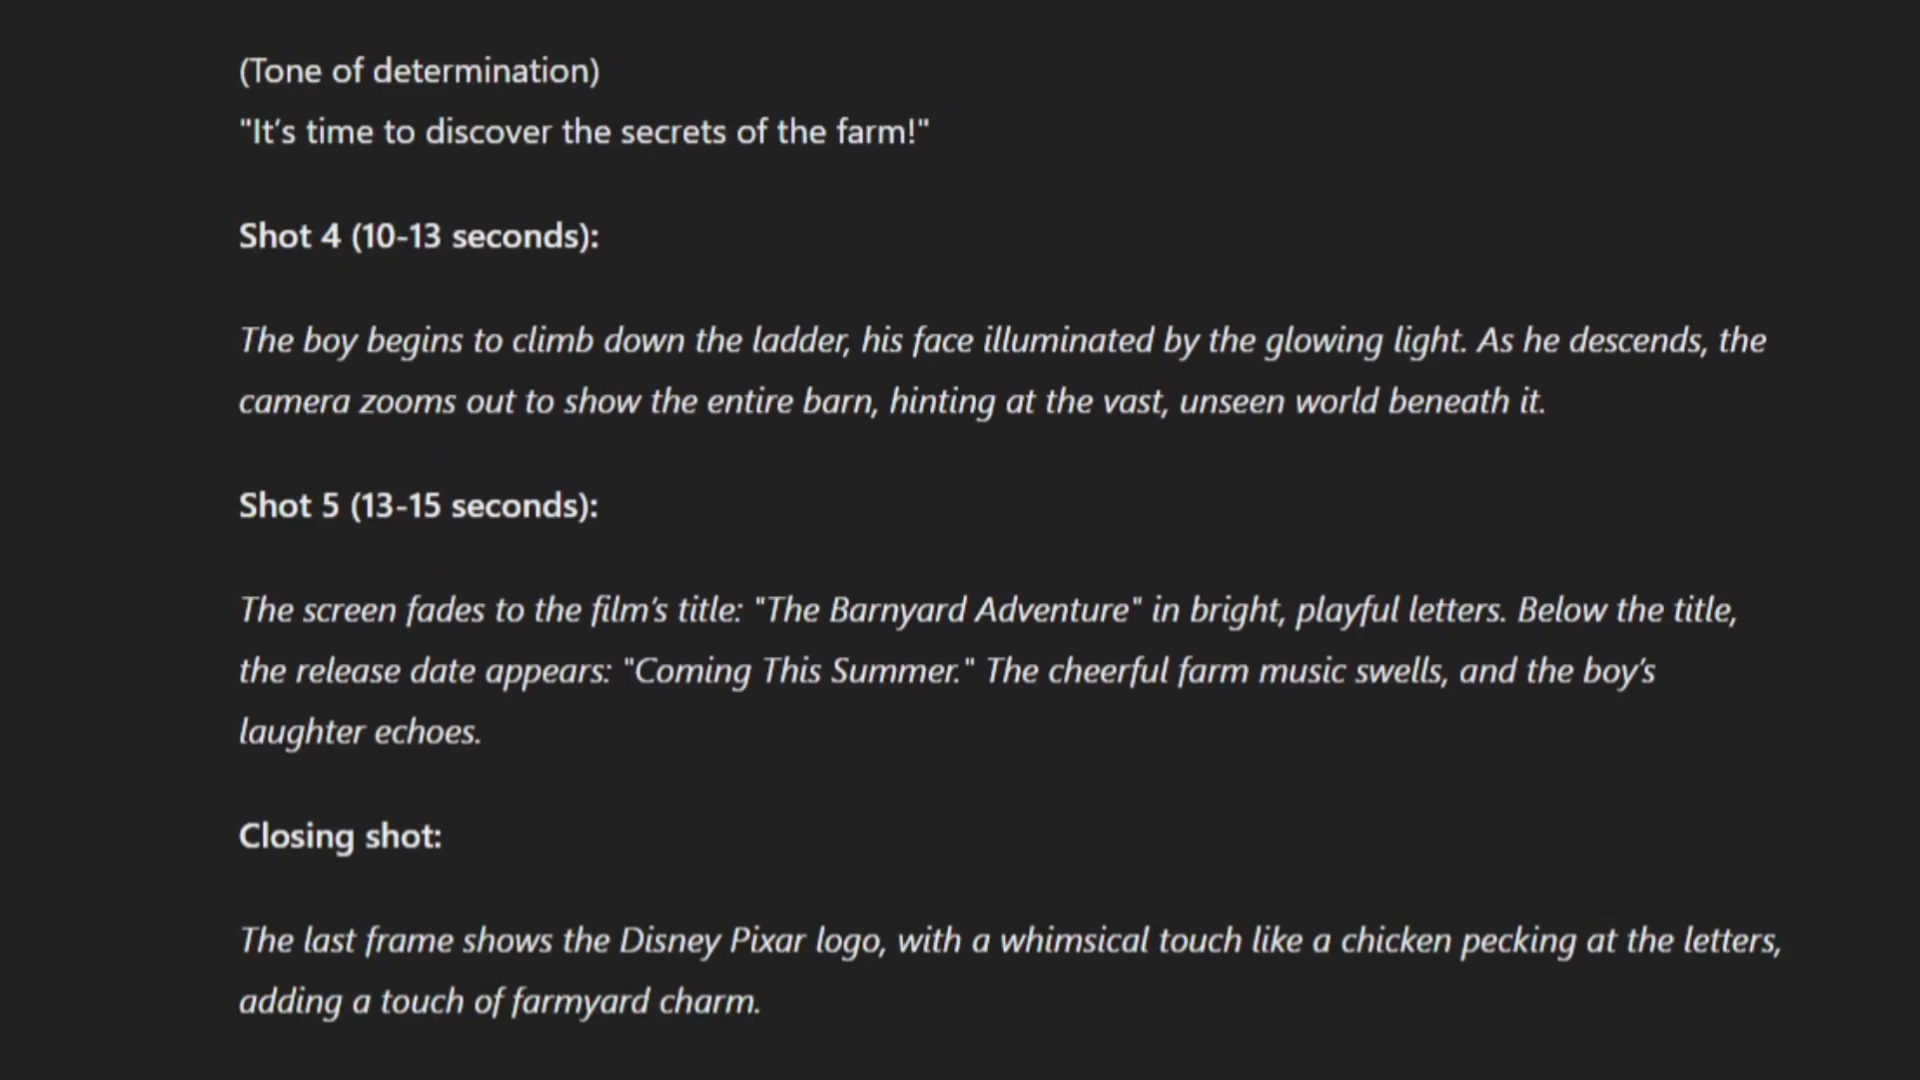 (Tone of determination)
"It's time to discover the secrets of the farm!"
Shot 4 (10-13 seconds):
The boy begins to climb down the ladder, his face illuminated by the glowing light. As he descends, the
camera zooms out to show the entire barn, hinting at the vast, unseen world beneath it.
Shot 5 (13-15 seconds):
The screen fades to the film's title: "The Barnyard Adventure" in bright, playful letters. Below the title,
the release date appears: "Coming This Summer." The cheerful farm music swells, and the boy's
laughter echoes.
Closing shot:
The last frame shows the Disney Pixar logo, with a whimsical touch like a chicken pecking at the letters,
adding a touch of farmyard charm.